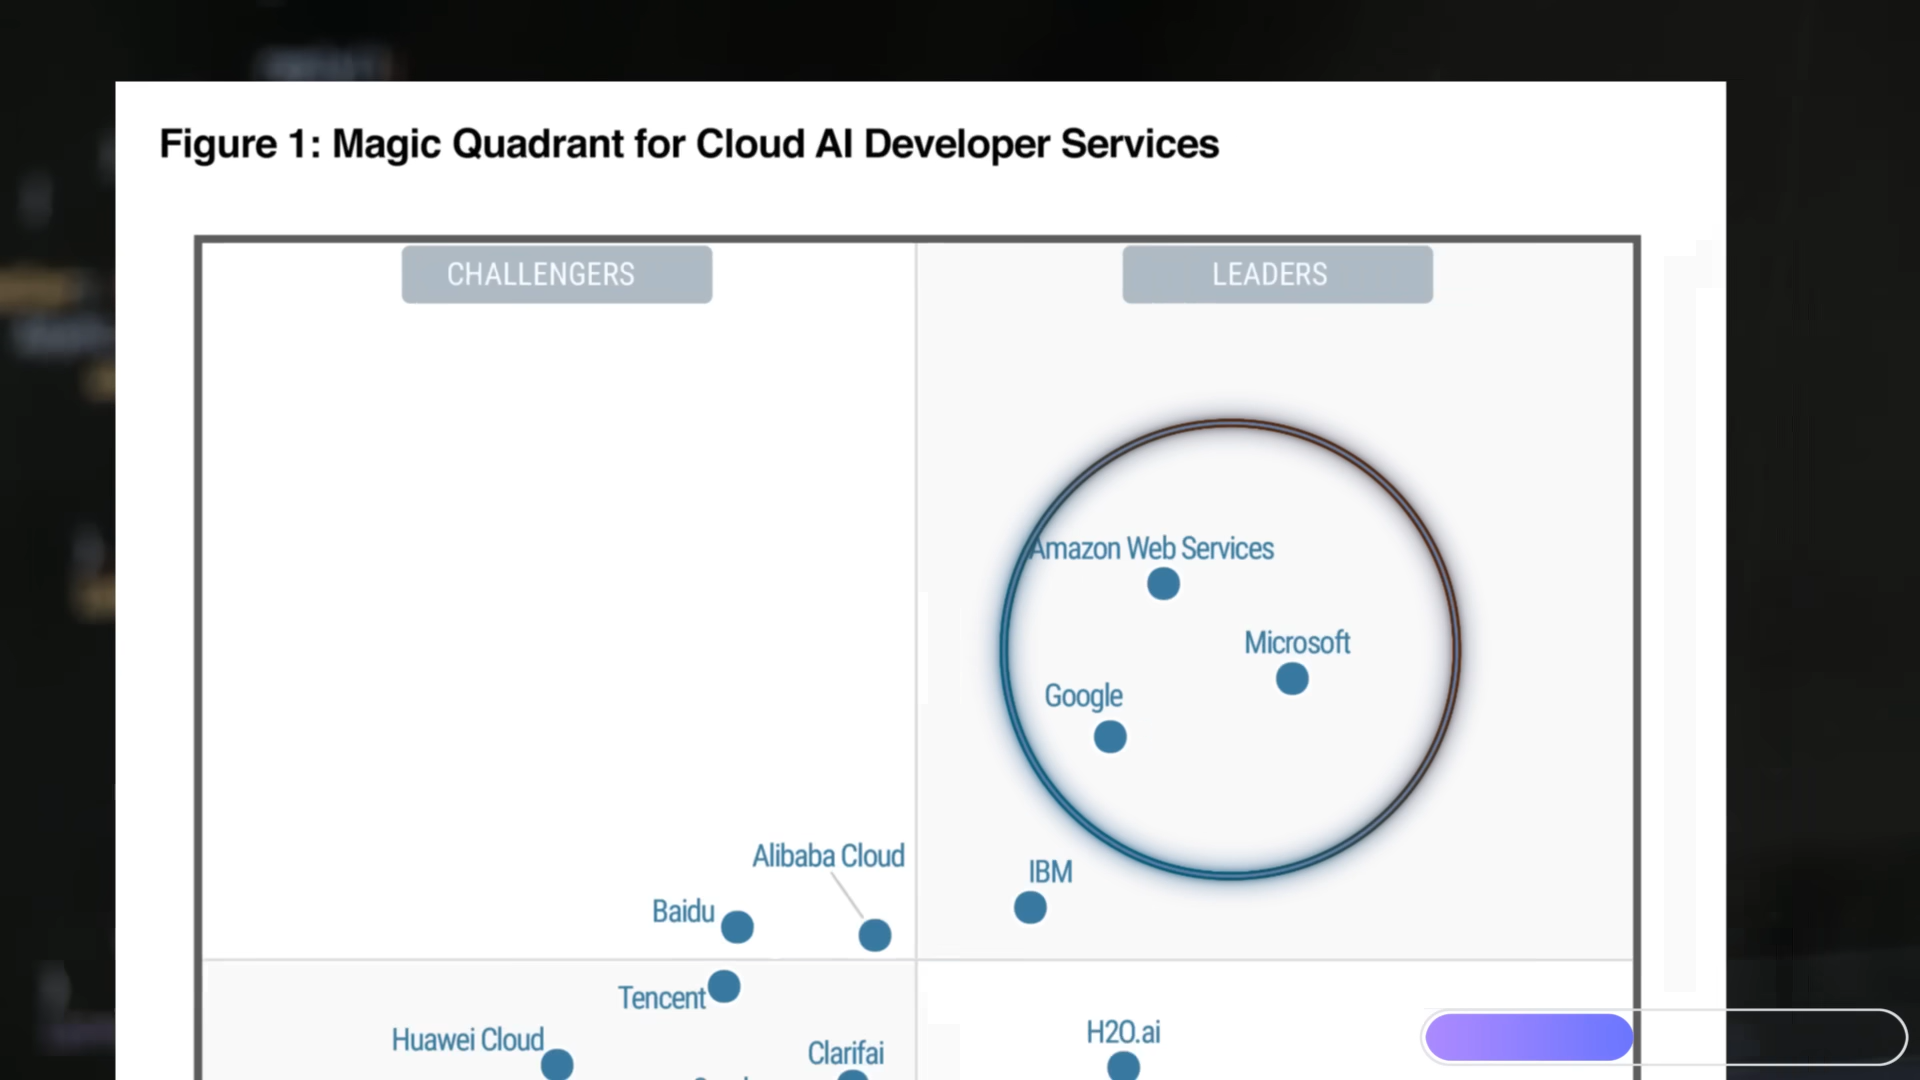 Figure 1: Magic Quadrant for Cloud AI Developer Services
CHALLENGERS
LEADERS
Amazon Web Services
Microsoft
Google
Alibaba Cloud
IBM
Baidu
Tencent
Huawei Cloud
H2O.ai
Clarifai